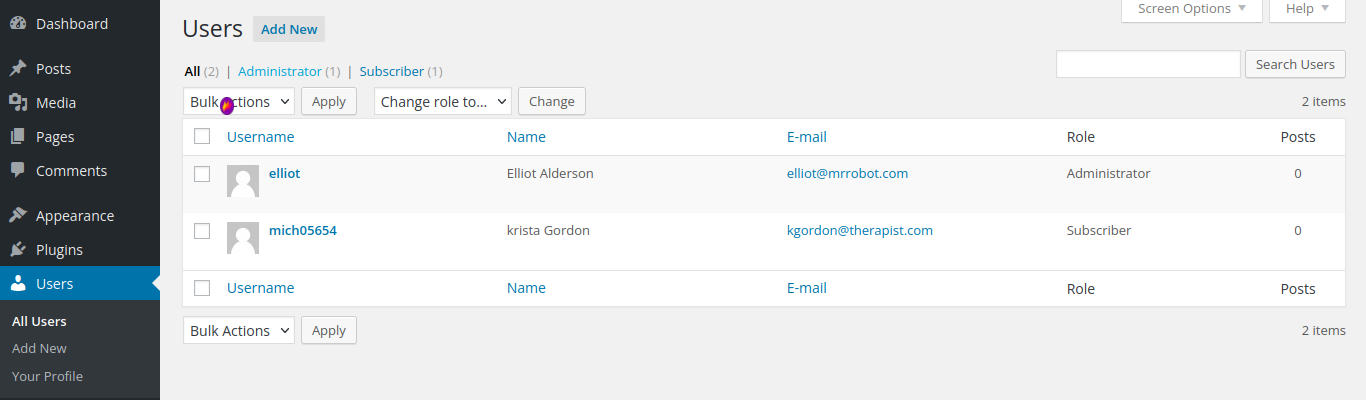 Dashboard
Posts
Media
Pages
Comments
Appearance
Plugins
Users
All Users
Add New
Your Profile
Screen Options
Help
Users
Add New
All (2) | Administrator (1) | Subscriber (1)
Search Users
Bulk Actions
Apply
Change role to...
Change
2 items
Username Name E-mail Role Posts
elliot Elliot Alderson elliot@mrrobot.com Administrator 0
mich05654 krista Gordon kgordon@therapist.com Subscriber 0
Username Name E-mail Role Posts
Bulk Actions
Apply
2 items